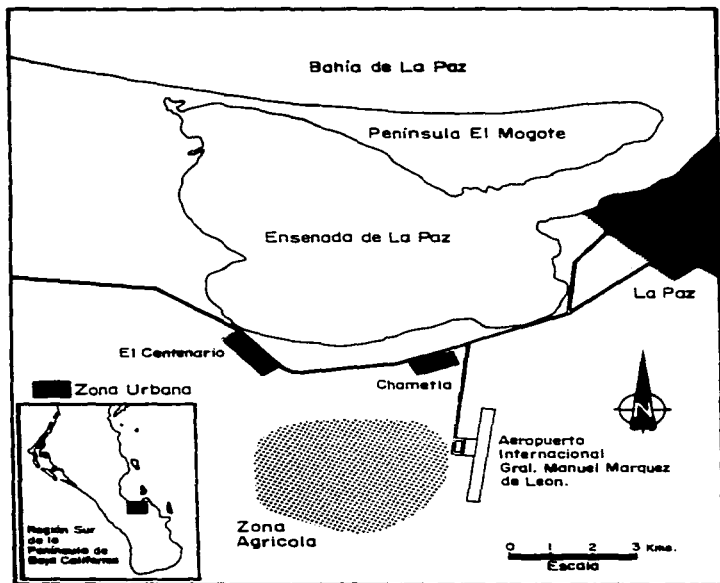 Bahía de La Paz
Península El Mogote
Ensenada de La Paz
La Paz
El Centenario
Chametla
Zona Urbana
N
Aeropuerto
Internacional
Gral. Manuel Marquez
de Leon.
Zona
Agricola
Región Sur
de la
Península de
Baja California
0 1 2 3 Kms.
Escala